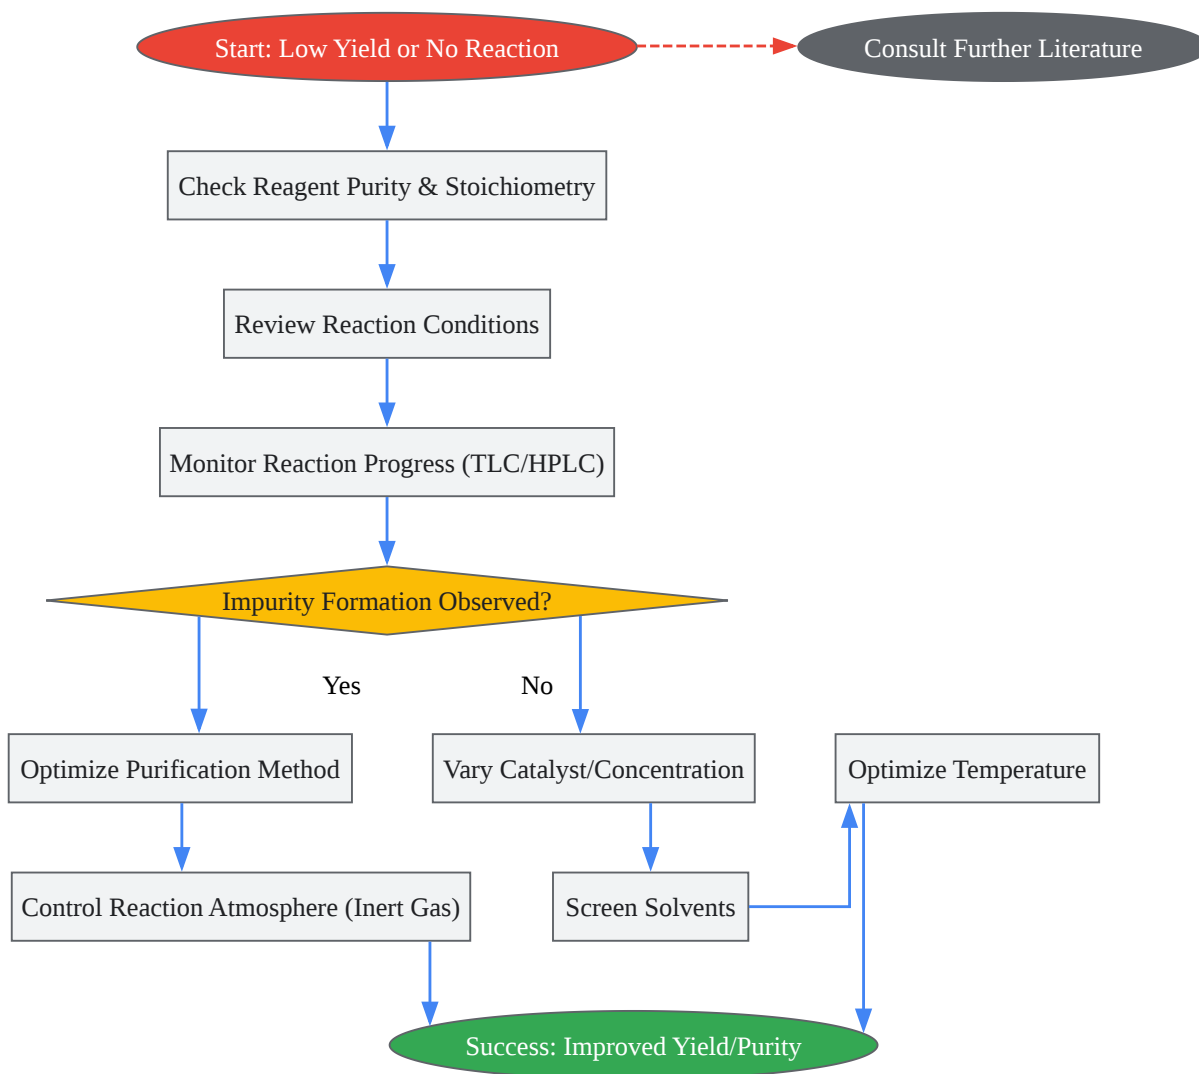 Start: Low Yield or No Reaction
Consult Further Literature
Check Reagent Purity & Stoichiometry
Review Reaction Conditions
Monitor Reaction Progress (TLC/HPLC)
Impurity Formation Observed?
Yes
No
Optimize Purification Method
Vary Catalyst/Concentration
Optimize Temperature
Control Reaction Atmosphere (Inert Gas)
Screen Solvents
Success: Improved Yield/Purity